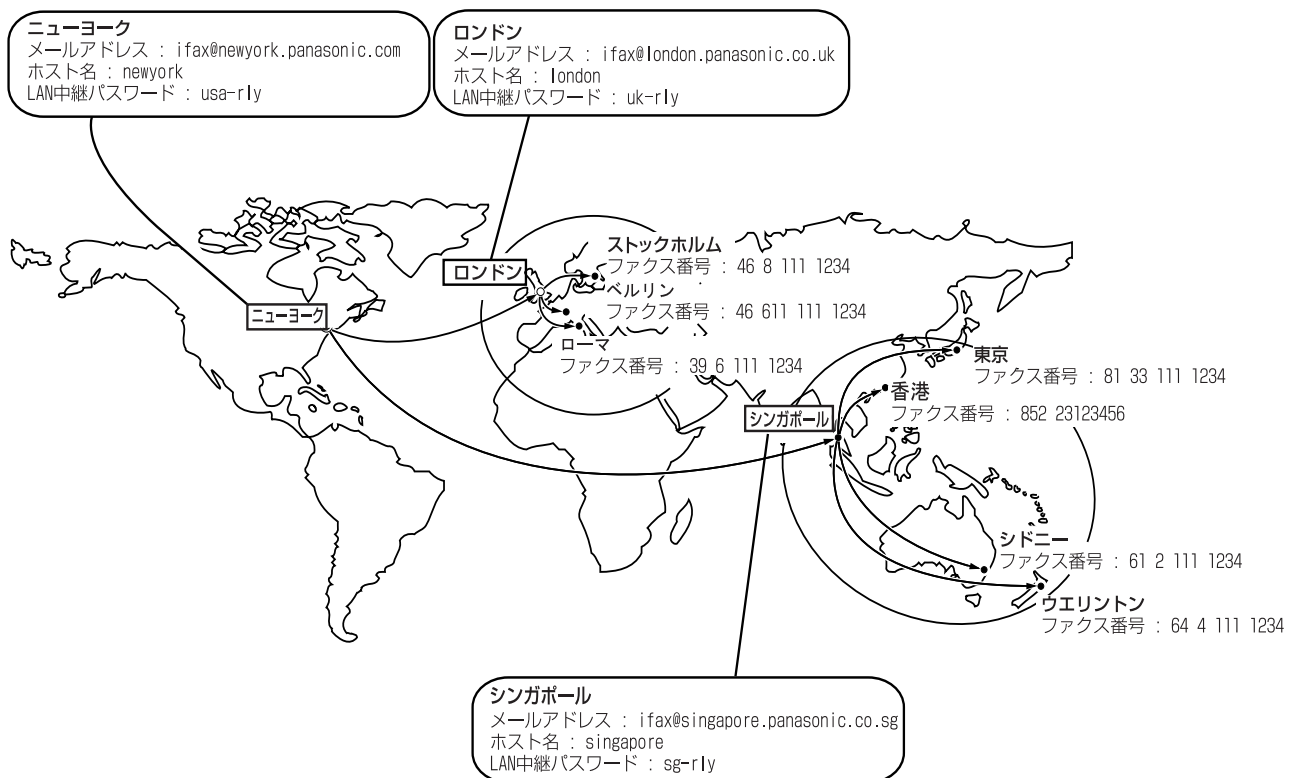 ニューヨーク
メールアドレス : ifax@newyork.panasonic.com
ホスト名 : newyork
LAN中継パスワード : usa-rly
ロンドン
メールアドレス : ifax@london.panasonic.co.uk
ホスト名 : london
LAN中継パスワード : uk-rly
ストックホルム
ファクス番号 : 46 8 111 1234
ロンドン
ベルリン
ファクス番号 : 46 611 111 1234
ニューヨーク
ローマ
ファクス番号 : 39 6 111 1234
東京
ファクス番号 : 81 33 111 1234
香港
ファクス番号 : 852 23123456
シンガポール
シドニー
ファクス番号 : 61 2 111 1234
ウエリントン
ファクス番号 : 64 4 111 1234
シンガポール
メールアドレス : ifax@singapore.panasonic.co.sg
ホスト名 : singapore
LAN中継パスワード : sg-rly